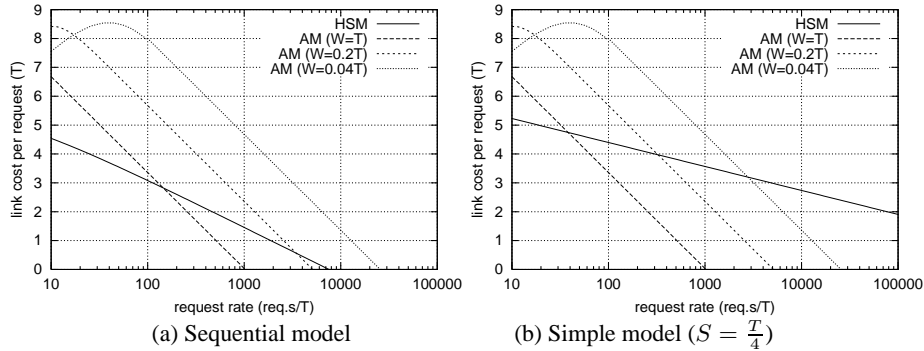 link cost per request (T)
9
8
7
6
5
4
3
2
1
0
10
100
1000
10000
100000
request rate (req.s/T)
HSM
AM (W=T)
AM (W=0.2T)
AM (W=0.04T)
(a) Sequential model
link cost per request (T)
9
8
7
6
5
4
3
2
1
0
10
100
1000
10000
100000
request rate (req.s/T)
HSM
AM (W=T)
AM (W=0.2T)
AM (W=0.04T)
(b) Simple model (S = T/4)